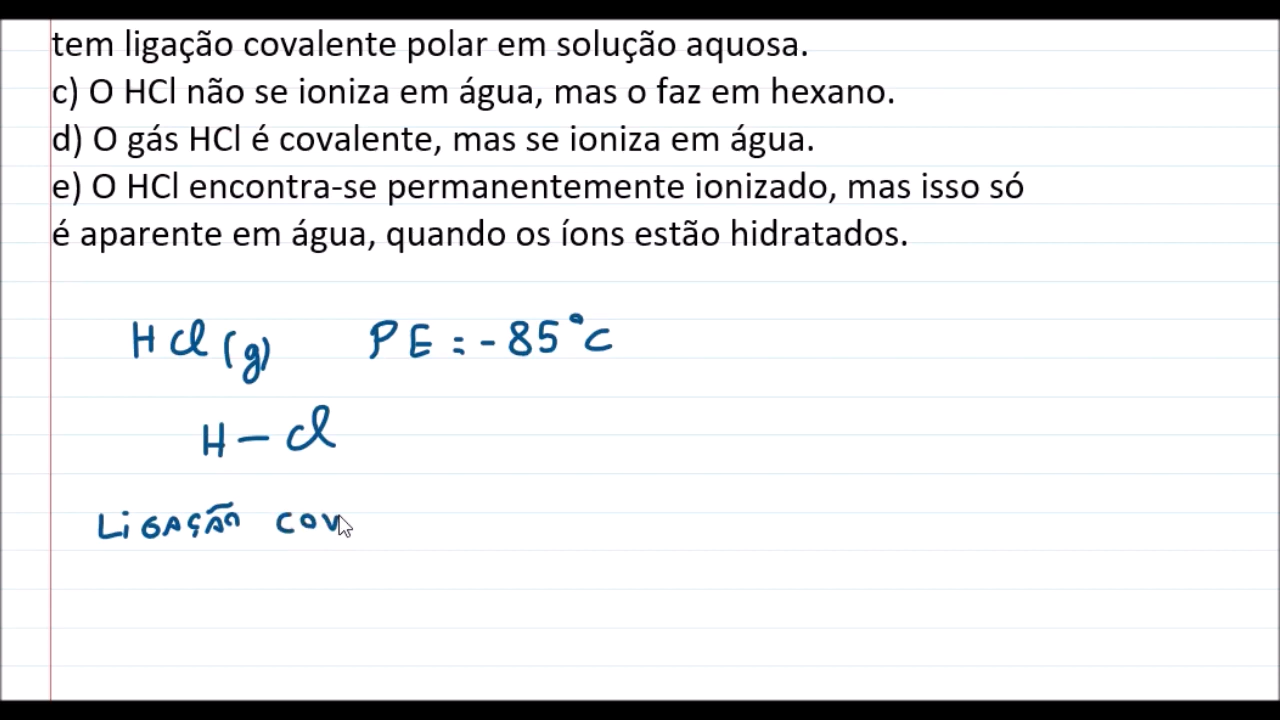 tem ligação covalente polar em solução aquosa.
c) O HCl não se ioniza em água, mas o faz em hexano.
d) O gás HCl é covalente, mas se ioniza em água.
e) O HCl encontra-se permanentemente ionizado, mas isso só
é aparente em água, quando os íons estão hidratados.
HCl(g) PE = -85°C
H - Cl
LIGAÇÃO COV